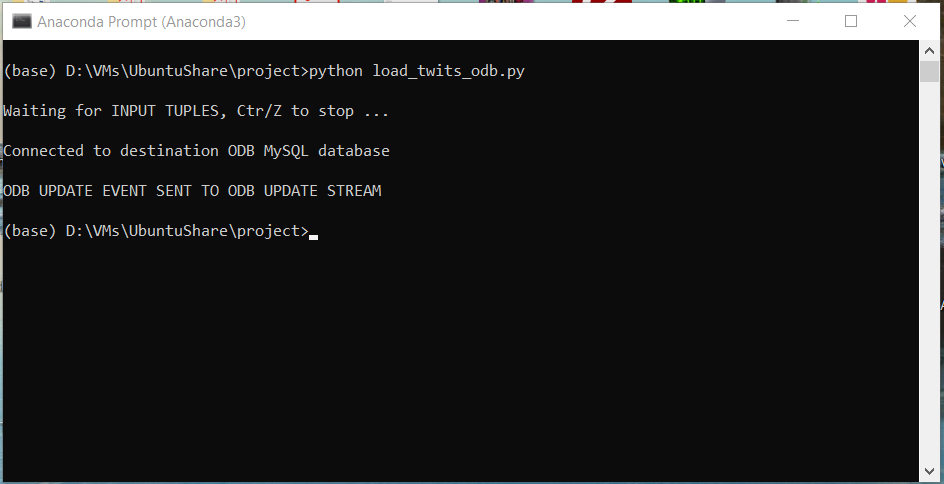 Anaconda Prompt (Anaconda3)
(base) D:\VMs\UbuntuShare\project>python load_twits_odb.py
Waiting for INPUT TUPLES, Ctr/Z to stop ...
Connected to destination ODB MySQL database
ODB UPDATE EVENT SENT TO ODB UPDATE STREAM
(base) D:\VMs\UbuntuShare\project>